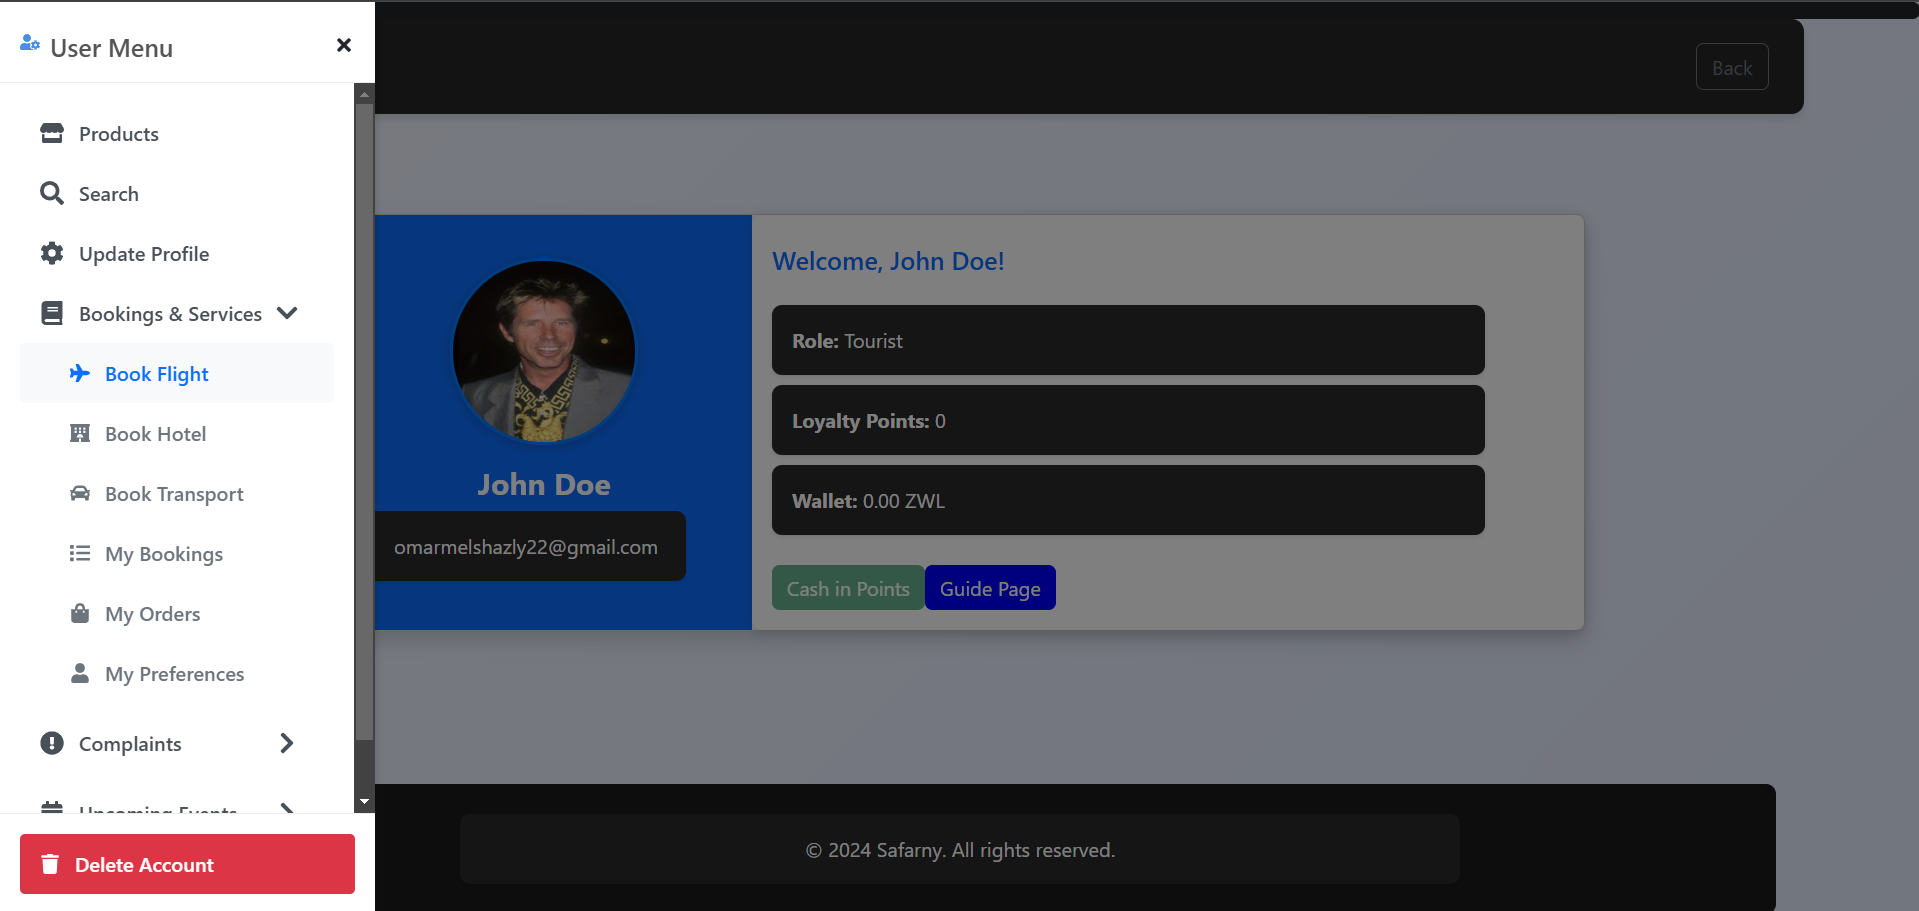 User Menu
Products
Search
Update Profile
Bookings & Services
Book Flight
Book Hotel
Book Transport
My Bookings
My Orders
My Preferences
Complaints
Upcoming Events
Delete Account
Back
John Doe
omarmelshazly22@gmail.com
Welcome, John Doe!
Role: Tourist
Loyalty Points: 0
Wallet: 0.00 ZWL
Cash in Points
Guide Page
© 2024 Safarny. All rights reserved.